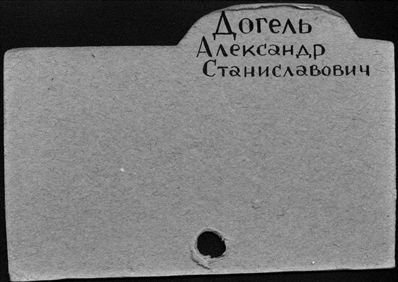 Догель
Александр
Станиславович